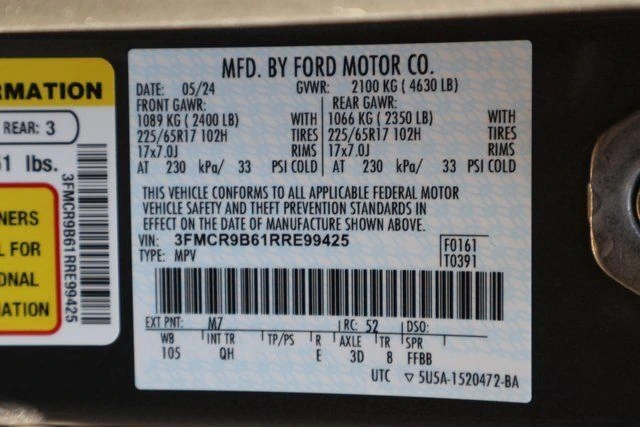 RMATION
REAR: 3
51 lbs.
NERS
L FOR
ONAL
ATION
3FMCR9B61RRE99425
MFD. BY FORD MOTOR CO.
DATE: 05/24 GVWR: 2100 KG ( 4630 LB)
FRONT GAWR: REAR GAWR:
1089 KG ( 2400 LB) WITH 1066 KG ( 2350 LB) WITH
225/65R17 102H TIRES 225/65R17 102H TIRES
17x7.0J RIMS 17x7.0J RIMS
AT 230 kPa/ 33 PSI COLD AT 230 kPa/ 33 PSI COLD
THIS VEHICLE CONFORMS TO ALL APPLICABLE FEDERAL MOTOR
VEHICLE SAFETY AND THEFT PREVENTION STANDARDS IN
EFFECT ON THE DATE OF MANUFACTURE SHOWN ABOVE.
VIN: 3FMCR9B61RRE99425 F0161
TYPE: MPV T0391
EXT PNT: M7 RC: 52 DSO:
WB INT TR TP/PS R AXLE TR SPR
105 QH E 3D 8 FFBB
UTC ▽ 5U5A-1520472-BA